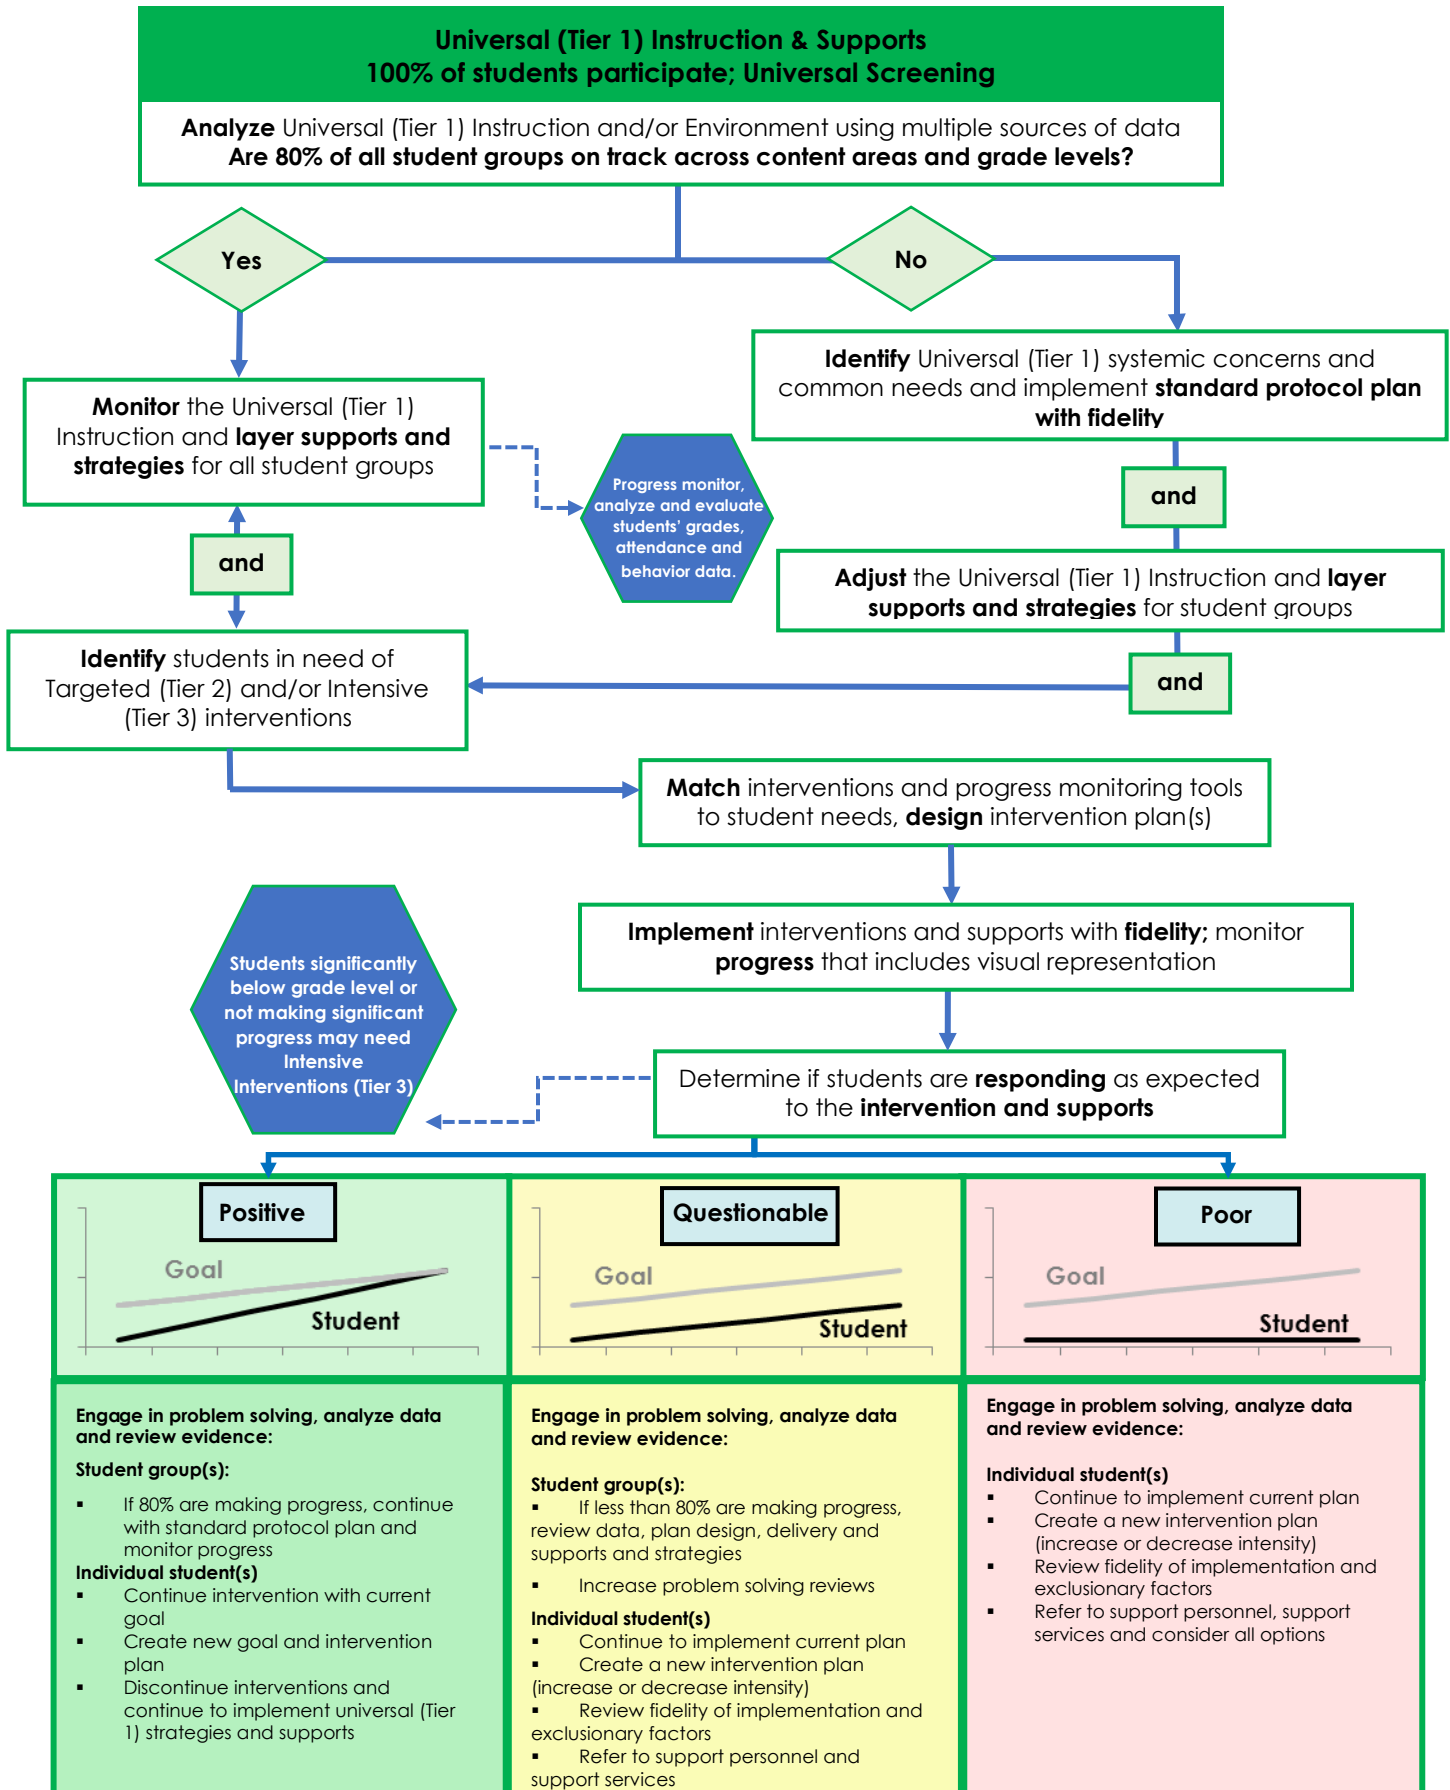 Universal (Tier 1) Instruction & Supports
100% of students participate; Universal Screening
Analyze Universal (Tier 1) Instruction and/or Environment using multiple sources of data
Are 80% of all student groups on track across content areas and grade levels?
Yes
No
Identify Universal (Tier 1) systemic concerns and
common needs and implement standard protocol plan
with fidelity
Monitor the Universal (Tier 1)
Instruction and layer supports and
strategies for all student groups
Progress monitor,
analyze and evaluate
students' grades,
attendance and
behavior data.
and
and
Adjust the Universal (Tier 1) Instruction and layer
supports and strategies for student groups
and
Identify students in need of
Targeted (Tier 2) and/or Intensive
(Tier 3) interventions
Match interventions and progress monitoring tools
to student needs, design intervention plan(s)
Implement interventions and supports with fidelity; monitor
progress that includes visual representation
Students significantly
below grade level or
not making significant
progress may need
Intensive
Interventions (Tier 3)
Determine if students are responding as expected
to the intervention and supports
Positive
Goal
Student
Questionable
Goal
Student
Poor
Goal
Student
Engage in problem solving, analyze data
and review evidence:
Student group(s):
▪ If 80% are making progress, continue
with standard protocol plan and
monitor progress
Individual student(s)
▪ Continue intervention with current
goal
▪ Create new goal and intervention
plan
▪ Discontinue interventions and
continue to implement universal (Tier
1) strategies and supports
Engage in problem solving, analyze data
and review evidence:
Student group(s):
▪ If less than 80% are making progress,
review data, plan design, delivery and
supports and strategies
▪ Increase problem solving reviews
Individual student(s)
▪ Continue to implement current plan
▪ Create a new intervention plan
(increase or decrease intensity)
▪ Review fidelity of implementation and
exclusionary factors
▪ Refer to support personnel and
support services
Engage in problem solving, analyze data
and review evidence:
Individual student(s)
▪ Continue to implement current plan
▪ Create a new intervention plan
(increase or decrease intensity)
▪ Review fidelity of implementation and
exclusionary factors
▪ Refer to support personnel, support
services and consider all options